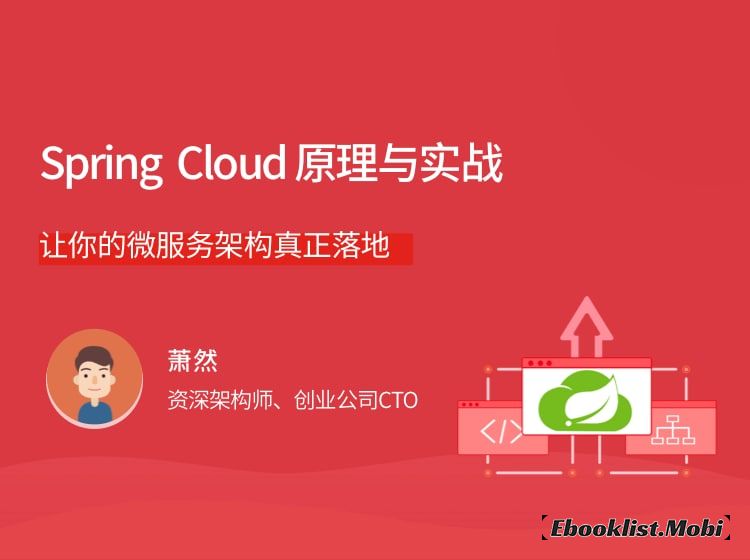 Spring Cloud 原理与实战
让你的微服务架构真正落地
萧然
资深架构师、创业公司CTO
</>
Ebooklist.Mobi